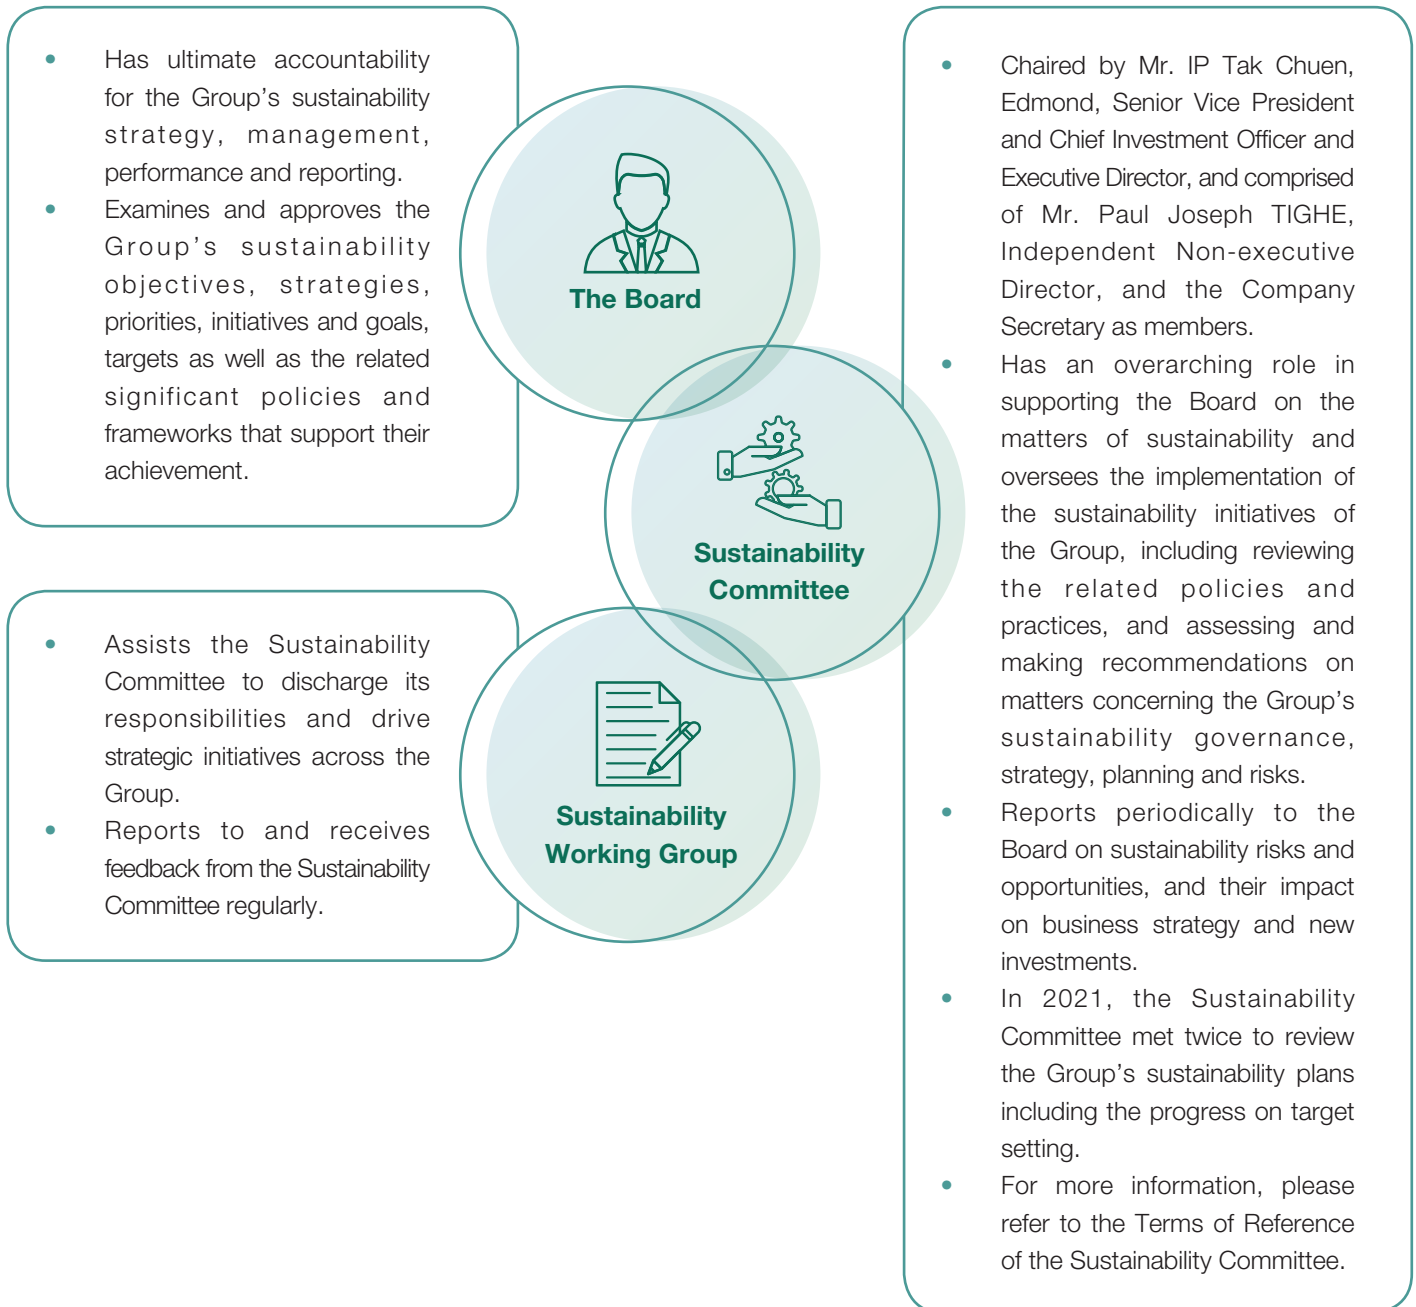 • Has ultimate accountability
for the Group’s sustainability
strategy, management,
performance and reporting.
• Examines and approves the
Group’s sustainability
objectives, strategies,
priorities, initiatives and goals,
targets as well as the related
significant policies and
frameworks that support their
achievement.
The Board
Sustainability
Committee
• Assists the Sustainability
Committee to discharge its
responsibilities and drive
strategic initiatives across the
Group.
• Reports to and receives
feedback from the Sustainability
Committee regularly.
Sustainability
Working Group
• Chaired by Mr. IP Tak Chuen,
Edmond, Senior Vice President
and Chief Investment Officer and
Executive Director, and comprised
of Mr. Paul Joseph TIGHE,
Independent Non-executive
Director, and the Company
Secretary as members.
• Has an overarching role in
supporting the Board on the
matters of sustainability and
oversees the implementation of
the sustainability initiatives of
the Group, including reviewing
the related policies and
practices, and assessing and
making recommendations on
matters concerning the Group’s
sustainability governance,
strategy, planning and risks.
• Reports periodically to the
Board on sustainability risks and
opportunities, and their impact
on business strategy and new
investments.
• In 2021, the Sustainability
Committee met twice to review
the Group’s sustainability plans
including the progress on target
setting.
• For more information, please
refer to the Terms of Reference
of the Sustainability Committee.